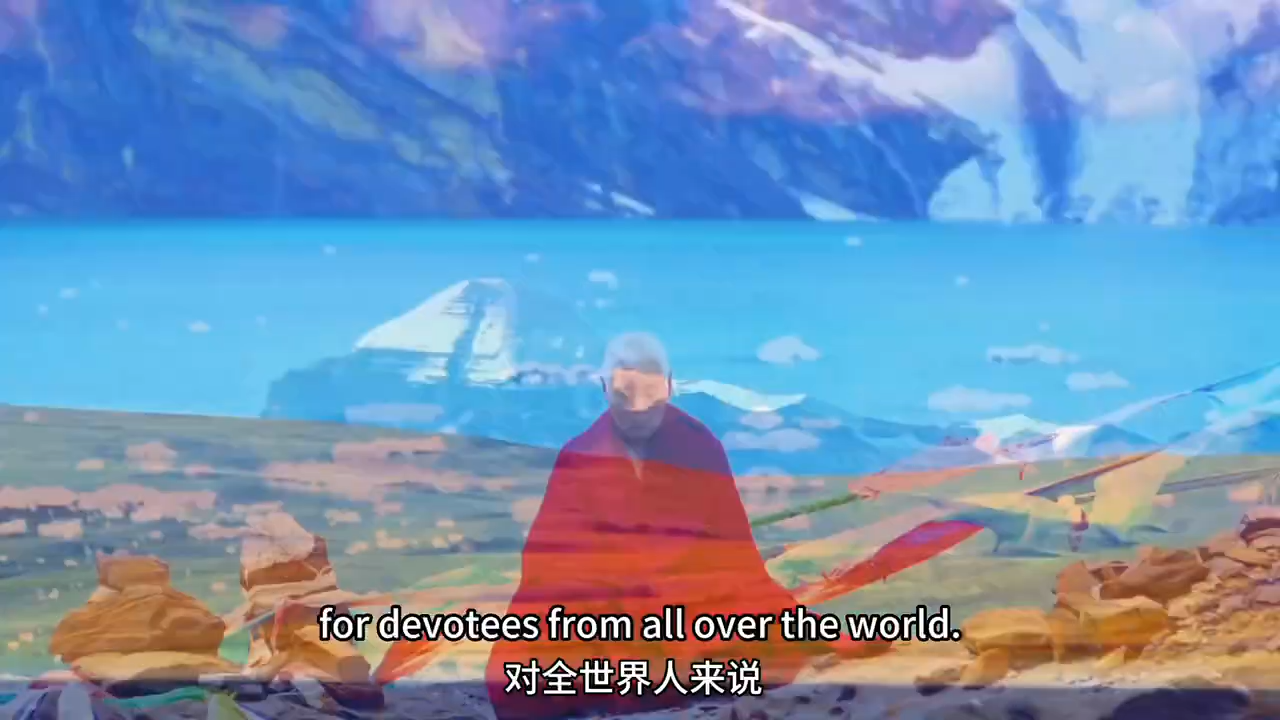 for devotees from all over the world.
对全世界人来说